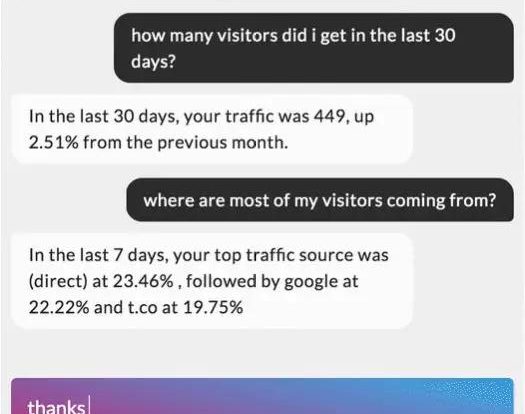 how many visitors did i get in the last 30
days?
In the last 30 days, your traffic was 449, up
2.51% from the previous month.
where are most of my visitors coming from?
In the last 7 days, your top traffic source was
(direct) at 23.46% , followed by google at
22.22% and t.co at 19.75%
thanks